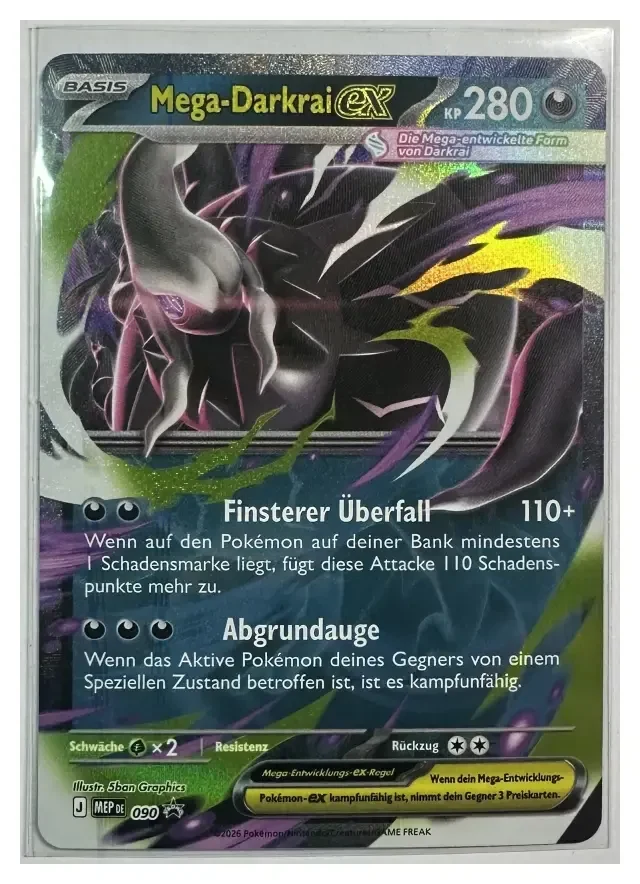 BASIS
Mega-Darkrai ex
KP 280
Die Mega-entwickelte Form
von Darkrai
Finsterer Überfall 110+
Wenn auf den Pokémon auf deiner Bank mindestens
1 Schadensmarke liegt, fügt diese Attacke 110 Schadens-
punkte mehr zu.
Abgrundauge
Wenn das Aktive Pokémon deines Gegners von einem
Speziellen Zustand betroffen ist, ist es kampfunfähig.
Schwäche ×2 Resistenz Rückzug
Mega-Entwicklungs-ex-Regel
Wenn dein Mega-Entwicklungs-
Pokémon-ex kampfunfähig ist, nimmt dein Gegner 3 Preiskarten.
Illustr. 5ban Graphics
J MEP DE 090
©2026 Pokémon/Nintendo/Creatures/GAME FREAK